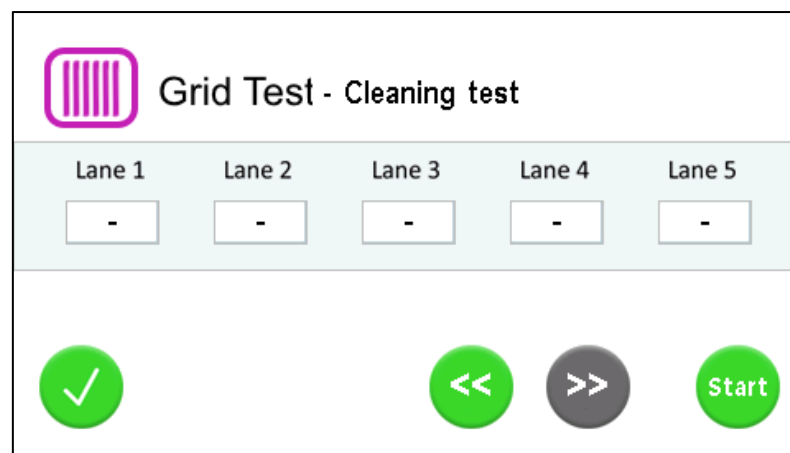 Grid Test - Cleaning test
Lane 1 Lane 2 Lane 3 Lane 4 Lane 5
- - - - -
<< >> Start